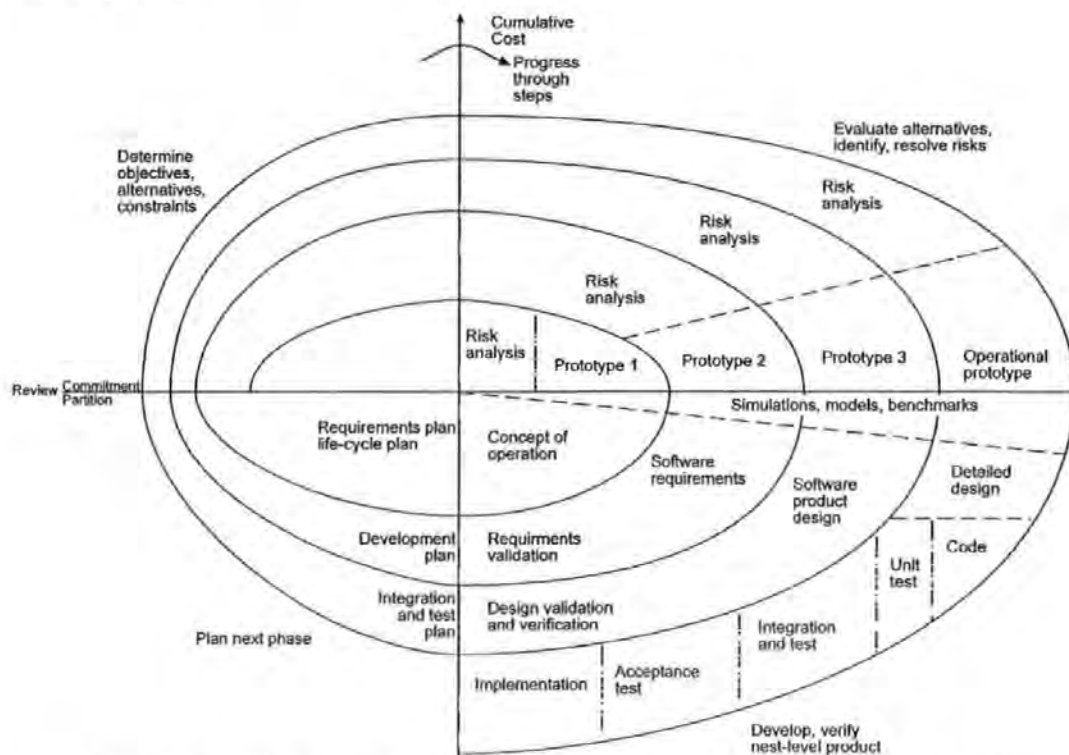 Cumulative
Cost
Progress
through
steps
Evaluate alternatives,
identify, resolve risks
Determine
objectives,
alternatives,
constraints
Risk
analysis
Risk
analysis
Risk
analysis
Risk
analysis
Prototype 1
Prototype 2
Prototype 3
Operational
prototype
Review
Commitment
Partition
Simulations, models, benchmarks
Requirements plan
life-cycle plan
Concept of
operation
Software
requirements
Software
product
design
Detailed
design
Development
plan
Requirments
validation
Code
Unit
test
Integration
and test
plan
Design validation
and verification
Integration
and test
Plan next phase
Implementation
Acceptance
test
Develop, verify
nest-level product